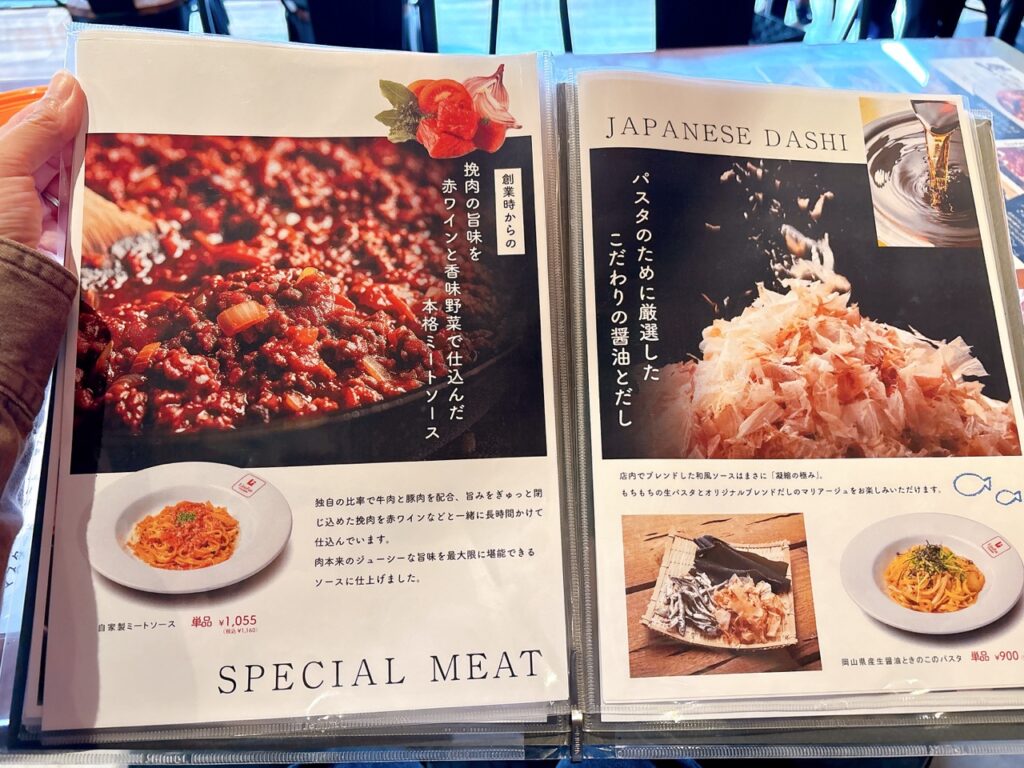 創業時からの
挽肉の旨味を
赤ワインと香味野菜で仕込んだ
本格ミートソース
独自の比率で牛肉と豚肉を配合、旨みをぎゅっと閉
じ込めた挽肉を赤ワインなどと一緒に長時間かけて
仕込んでいます。
肉本来のジューシーな旨味を最大限に堪能できる
ソースに仕上げました。
自家製ミートソース 単品 ¥1,055
(税込 ¥1,160)
SPECIAL MEAT
JAPANESE DASHI
パスタのために厳選した
こだわりの醤油とだし
店内でブレンドした和風ソースはまさに「凝縮の極み」。
もちもちの生パスタとオリジナルブレンドだしのマリアージュをお楽しみいただけます。
岡山県産生醤油ときのこのパスタ 単品 ¥900